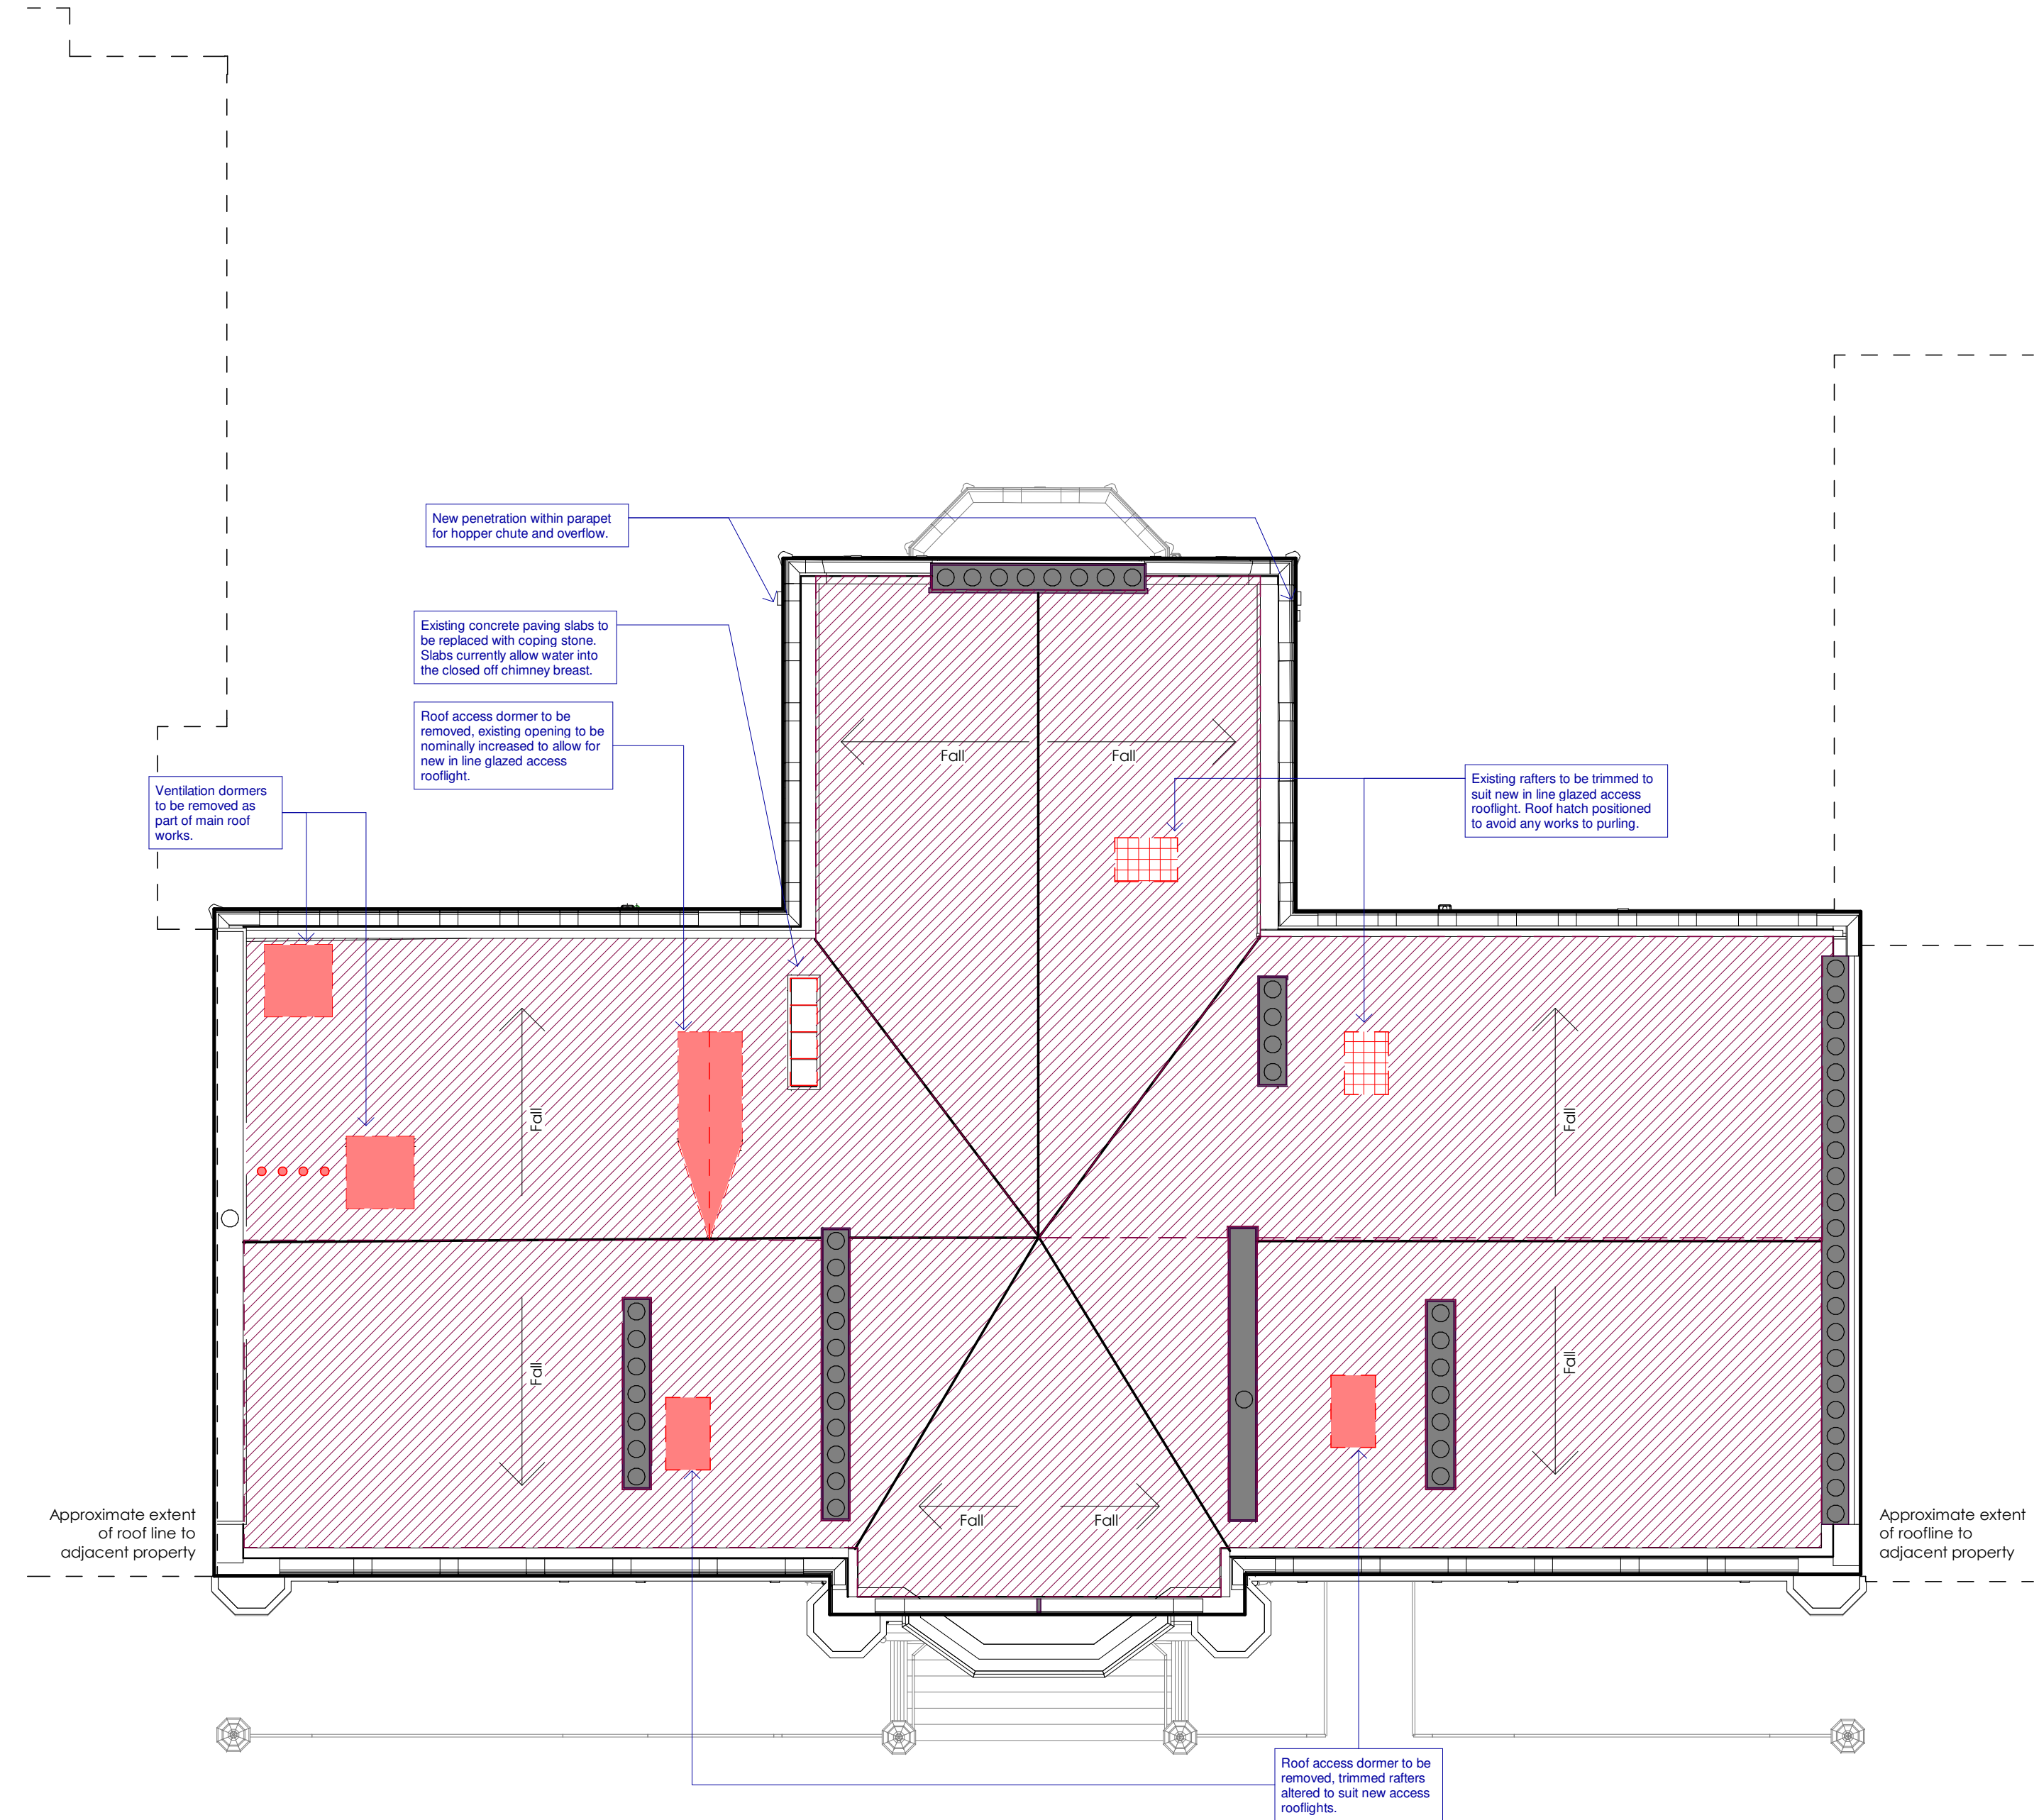 New penetration within parapet
for hopper chute and overflow.
Existing concrete paving slabs to
be replaced with coping stone.
Slabs currently allow water into
the closed off chimney breast.
Roof access dormer to be
removed, existing opening to be
nominally increased to allow for
new in line glazed access
rooflight.
Fall
Fall
Existing rafters to be trimmed to
suit new in line glazed access
rooflight. Roof hatch positioned
to avoid any works to purling.
Ventilation dormers
to be removed as
part of main roof
works.
Fall
Fall
Fall
Fall
Fall
Fall
Approximate extent
of roof line to
adjacent property
Approximate extent
of roofline to
adjacent property
Roof access dormer to be
removed, trimmed rafters
altered to suit new access
rooflights.